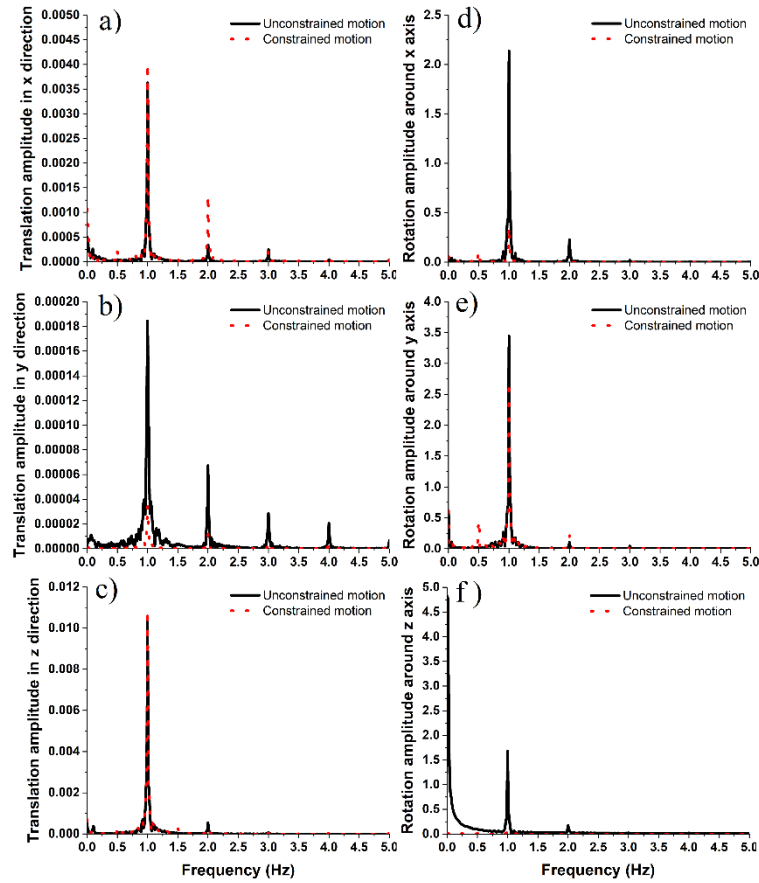 a)
Unconstrained motion
Constrained motion
Translation amplitude in x direction
0.0050
0.0045
0.0040
0.0035
0.0030
0.0025
0.0020
0.0015
0.0010
0.0005
0.0000
0.0 0.5 1.0 1.5 2.0 2.5 3.0 3.5 4.0 4.5 5.0
d)
Unconstrained motion
Constrained motion
Rotation amplitude around x axis
2.5
2.0
1.5
1.0
0.5
0.0
0.0 0.5 1.0 1.5 2.0 2.5 3.0 3.5 4.0 4.5 5.0
b)
Unconstrained motion
Constrained motion
Translation amplitude in y direction
0.00020
0.00018
0.00016
0.00014
0.00012
0.00010
0.00008
0.00006
0.00004
0.00002
0.00000
0.0 0.5 1.0 1.5 2.0 2.5 3.0 3.5 4.0 4.5 5.0
e)
Unconstrained motion
Constrained motion
Rotation amplitude around y axis
4.0
3.5
3.0
2.5
2.0
1.5
1.0
0.5
0.0
0.0 0.5 1.0 1.5 2.0 2.5 3.0 3.5 4.0 4.5 5.0
c)
Unconstrained motion
Constrained motion
Translation amplitude in z direction
0.012
0.010
0.008
0.006
0.004
0.002
0.000
0.0 0.5 1.0 1.5 2.0 2.5 3.0 3.5 4.0 4.5 5.0
Frequency (Hz)
f)
Unconstrained motion
Constrained motion
Rotation amplitude around z axis
5.0
4.5
4.0
3.5
3.0
2.5
2.0
1.5
1.0
0.5
0.0
0.0 0.5 1.0 1.5 2.0 2.5 3.0 3.5 4.0 4.5 5.0
Frequency (Hz)